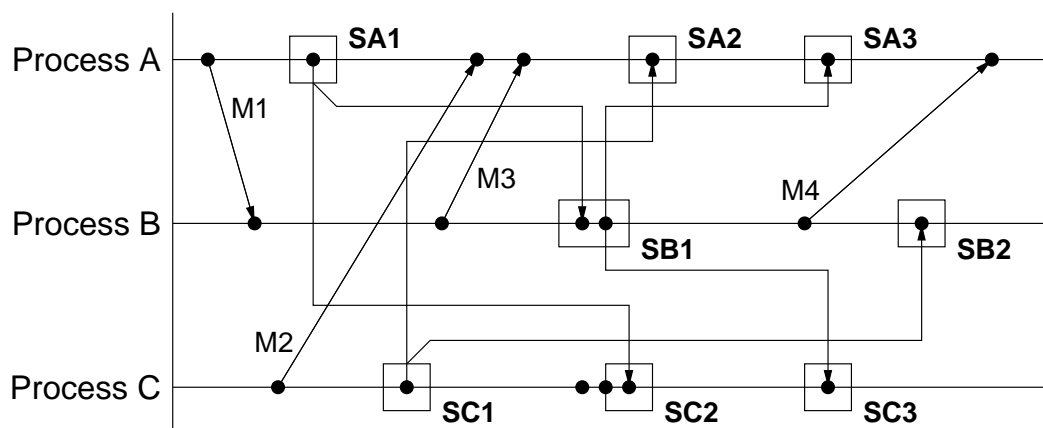 Process A
SA1
SA2
SA3
M1
M3
M4
Process B
SB1
SB2
M2
Process C
SC1
SC2
SC3